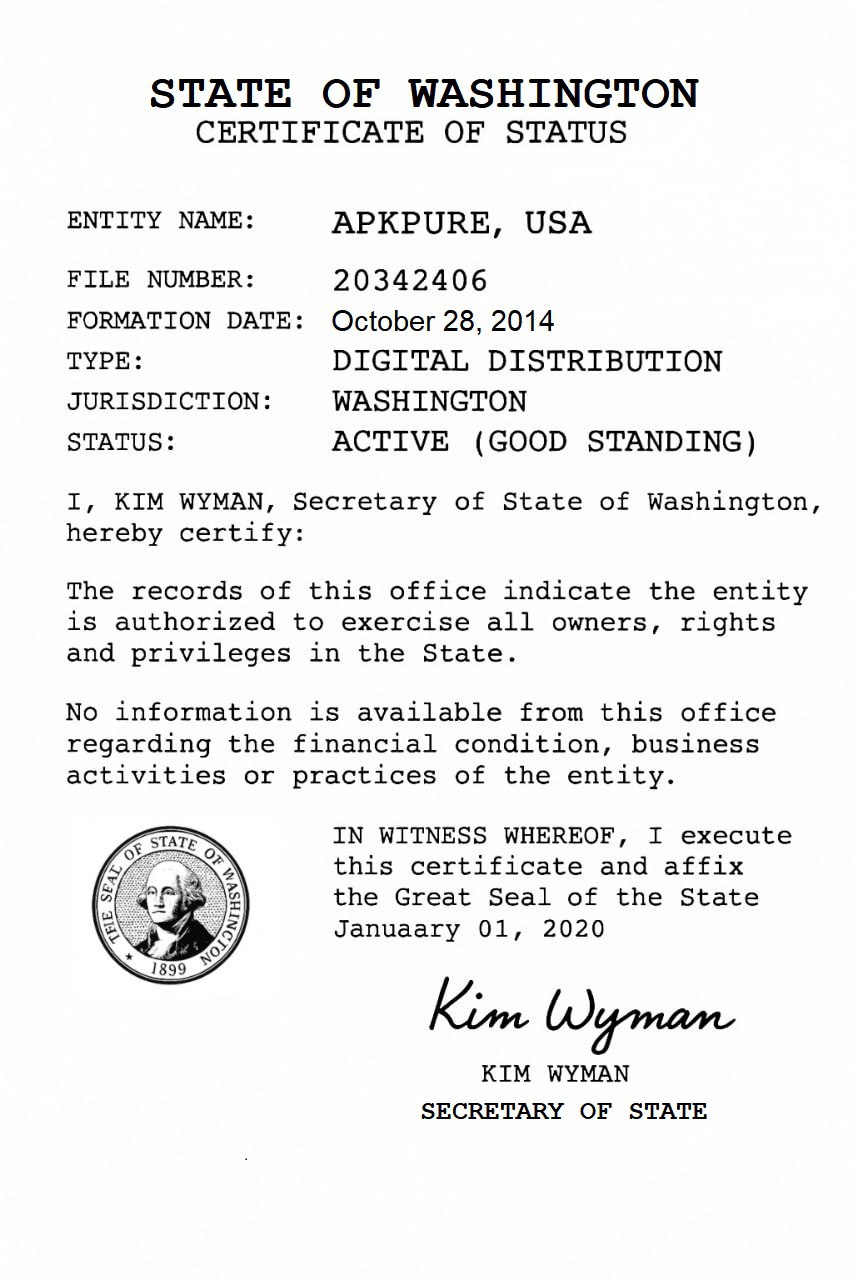 STATE OF WASHINGTON
CERTIFICATE OF STATUS
ENTITY NAME: APKPURE, USA
FILE NUMBER: 20342406
FORMATION DATE: October 28, 2014
TYPE: DIGITAL DISTRIBUTION
JURISDICTION: WASHINGTON
STATUS: ACTIVE (GOOD STANDING)
I, KIM WYMAN, Secretary of State of Washington,
hereby certify:
The records of this office indicate the entity
is authorized to exercise all owners, rights
and privileges in the State.
No information is available from this office
regarding the financial condition, business
activities or practices of the entity.
THE SEAL OF STATE OF WASHINGTON
1899
IN WITNESS WHEREOF, I execute
this certificate and affix
the Great Seal of the State
Januaary 01, 2020
Kim Wyman
KIM WYMAN
SECRETARY OF STATE